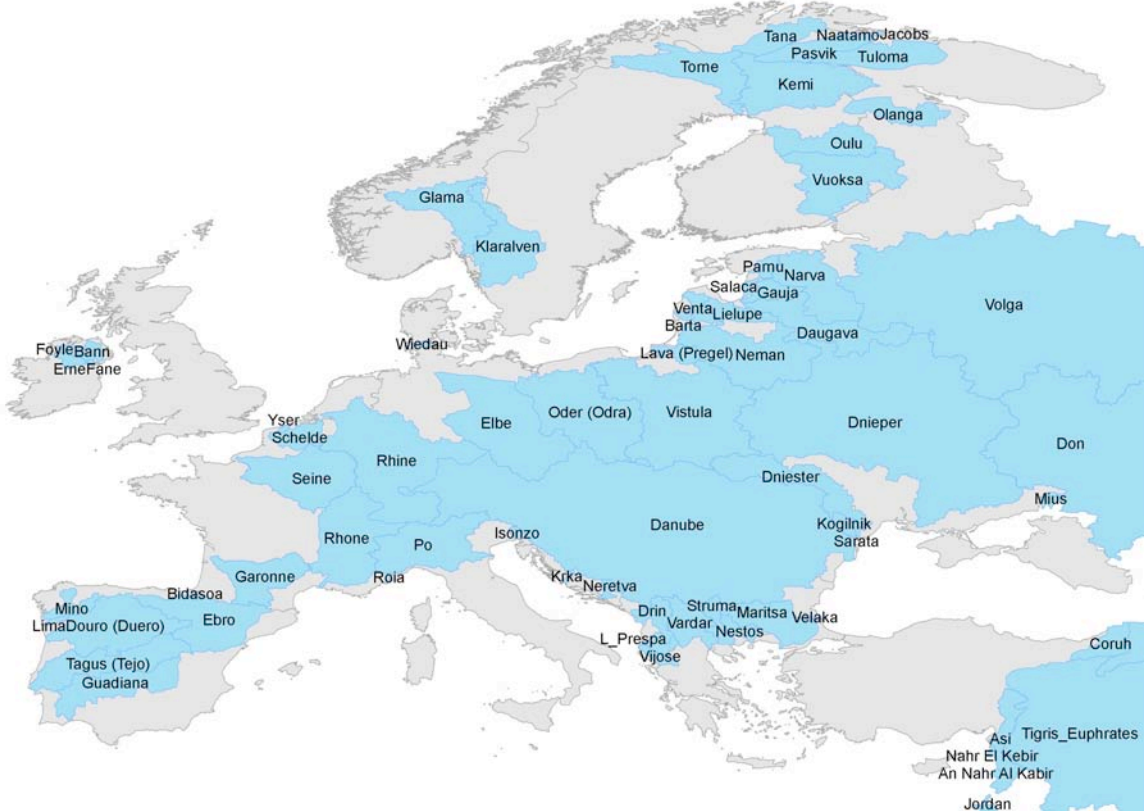 Tana
Naatamo
Jacobs
Pasvik
Tuloma
Torne
Kemi
Olanga
Oulu
Vuoksa
Glama
Klaralven
Parnu
Narva
Salaca
Gauja
Venta
Lielupe
Barta
Daugava
Volga
Wiedau
Lava (Pregel)
Neman
Foyle
Bann
Erne
Fane
Yser
Schelde
Elbe
Oder (Odra)
Vistula
Dnieper
Don
Rhine
Seine
Dniester
Mius
Danube
Kogilnik
Sarata
Isonzo
Rhone
Po
Roia
Krka
Neretva
Garonne
Bidasoa
Mino
Lima
Douro (Duero)
Ebro
Drin
Struma
Maritsa
Velaka
Vardar
Nestos
L_Prespa
Vijose
Tagus (Tejo)
Guadiana
Coruh
Tigris_Euphrates
Asi
Nahr El Kebir
An Nahr Al Kabir
Jordan